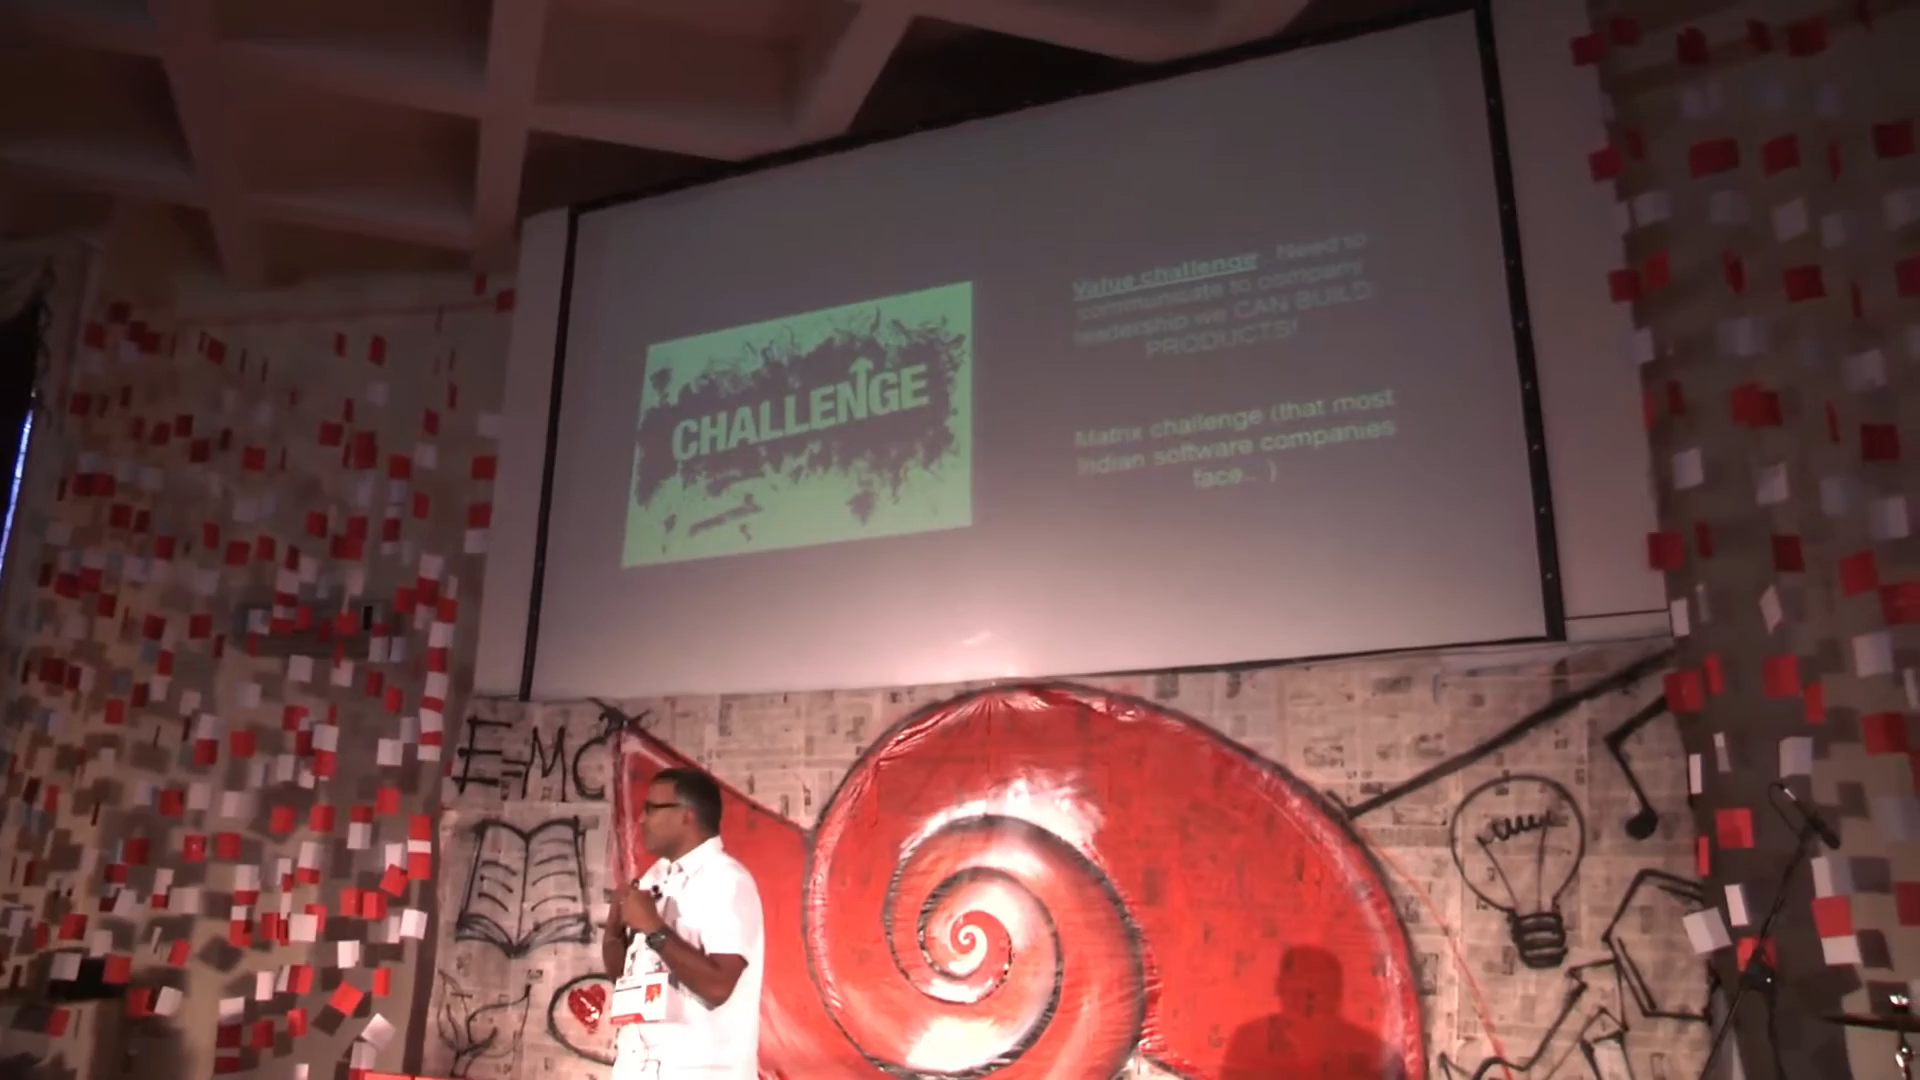 CHALLENGE
Value challenge: Need to
communicate to company
leadership we CAN BUILD
PRODUCTS!
Matrix challenge (that most
Indian software companies
face.. )
E=MC